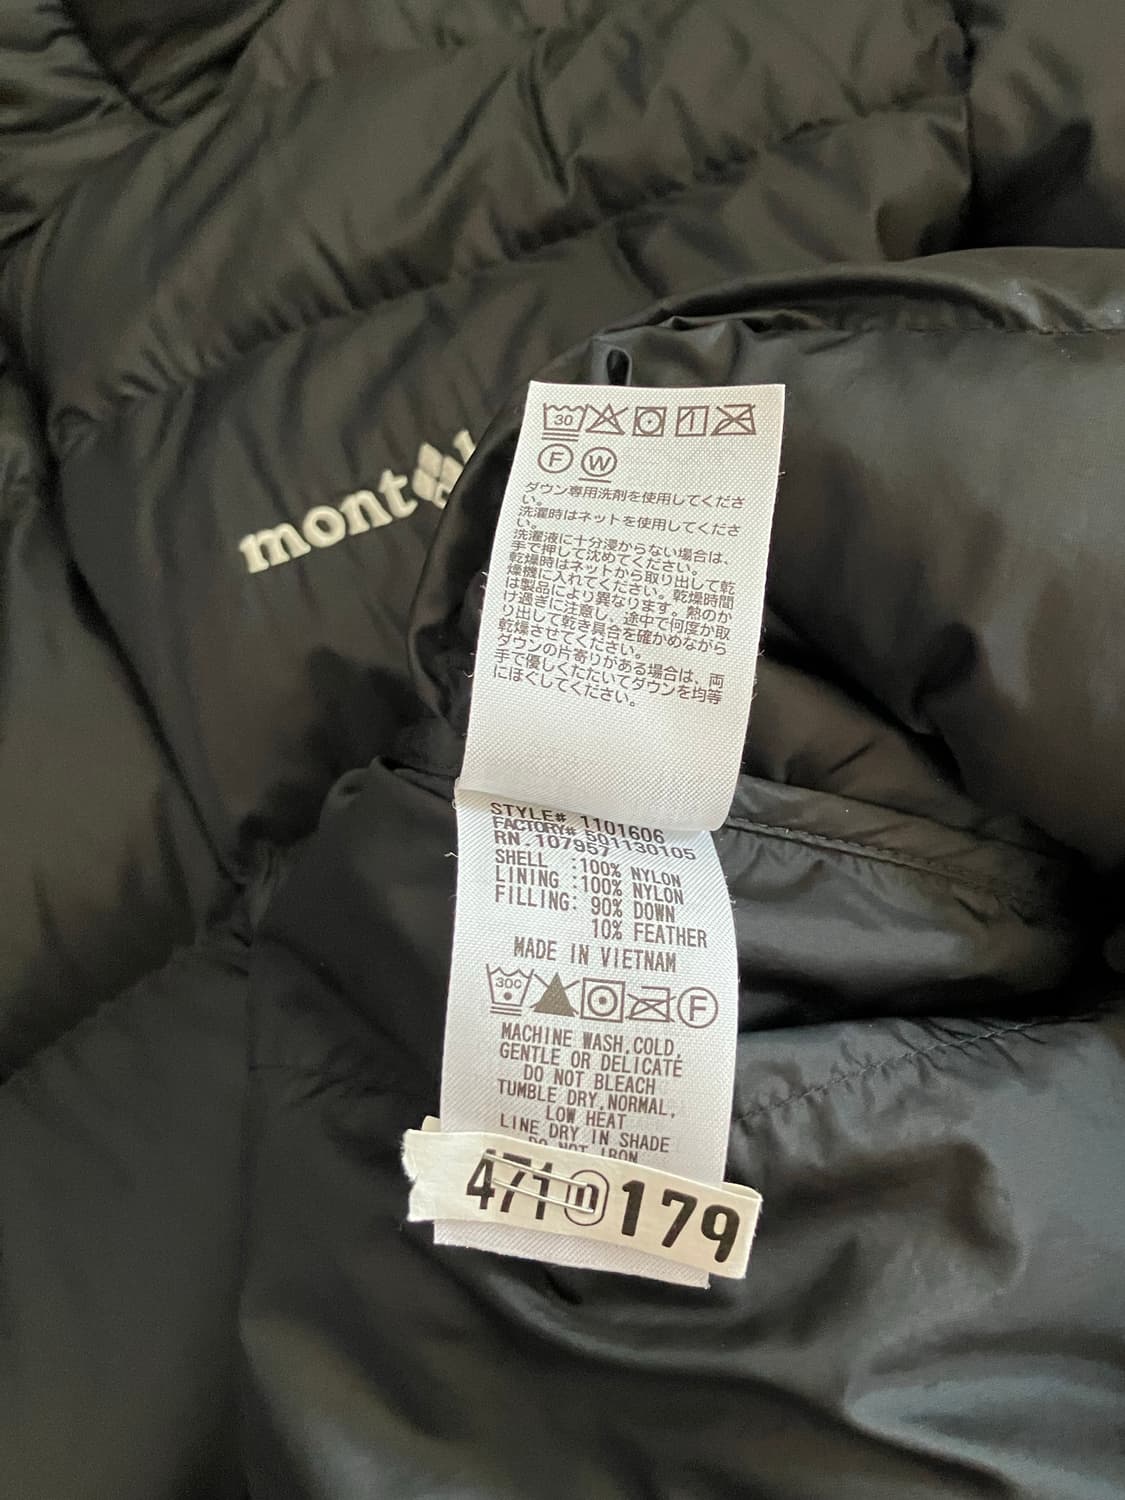 mont
30
F W
ダウン専用洗剤を使用してくださ
い。
洗濯時はネットを使用してくださ
い。
洗濯液に十分浸からない場合は、
手で押して沈めてください。
乾燥時はネットから取り出して乾
燥機に入れてください。乾燥時間
は製品により異なります。熱のか
け過ぎに注意し、途中で何度か取
り出して乾き具合を確かめながら
乾燥させてください。
ダウンの片寄りがある場合は、両
手で優しくたたいてダウンを均等
にほぐしてください。
STYLE# 1101606
FACTORY# 501130105
RN.107957
SHELL :100% NYLON
LINING :100% NYLON
FILLING: 90% DOWN
10% FEATHER
MADE IN VIETNAM
30C F
MACHINE WASH,COLD,
GENTLE OR DELICATE
DO NOT BLEACH
TUMBLE DRY,NORMAL,
LOW HEAT
LINE DRY IN SHADE
DO NOT IRON
471 n 179